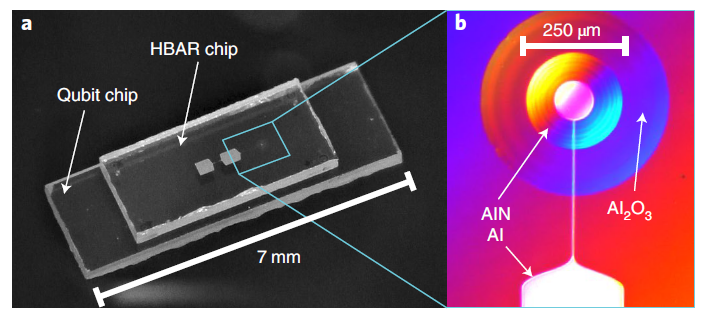 a
HBAR chip
Qubit chip
7 mm
b
250 µm
AlN
Al
Al₂O₃